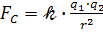 F_C = k · (q_1 · q_2) / r^2